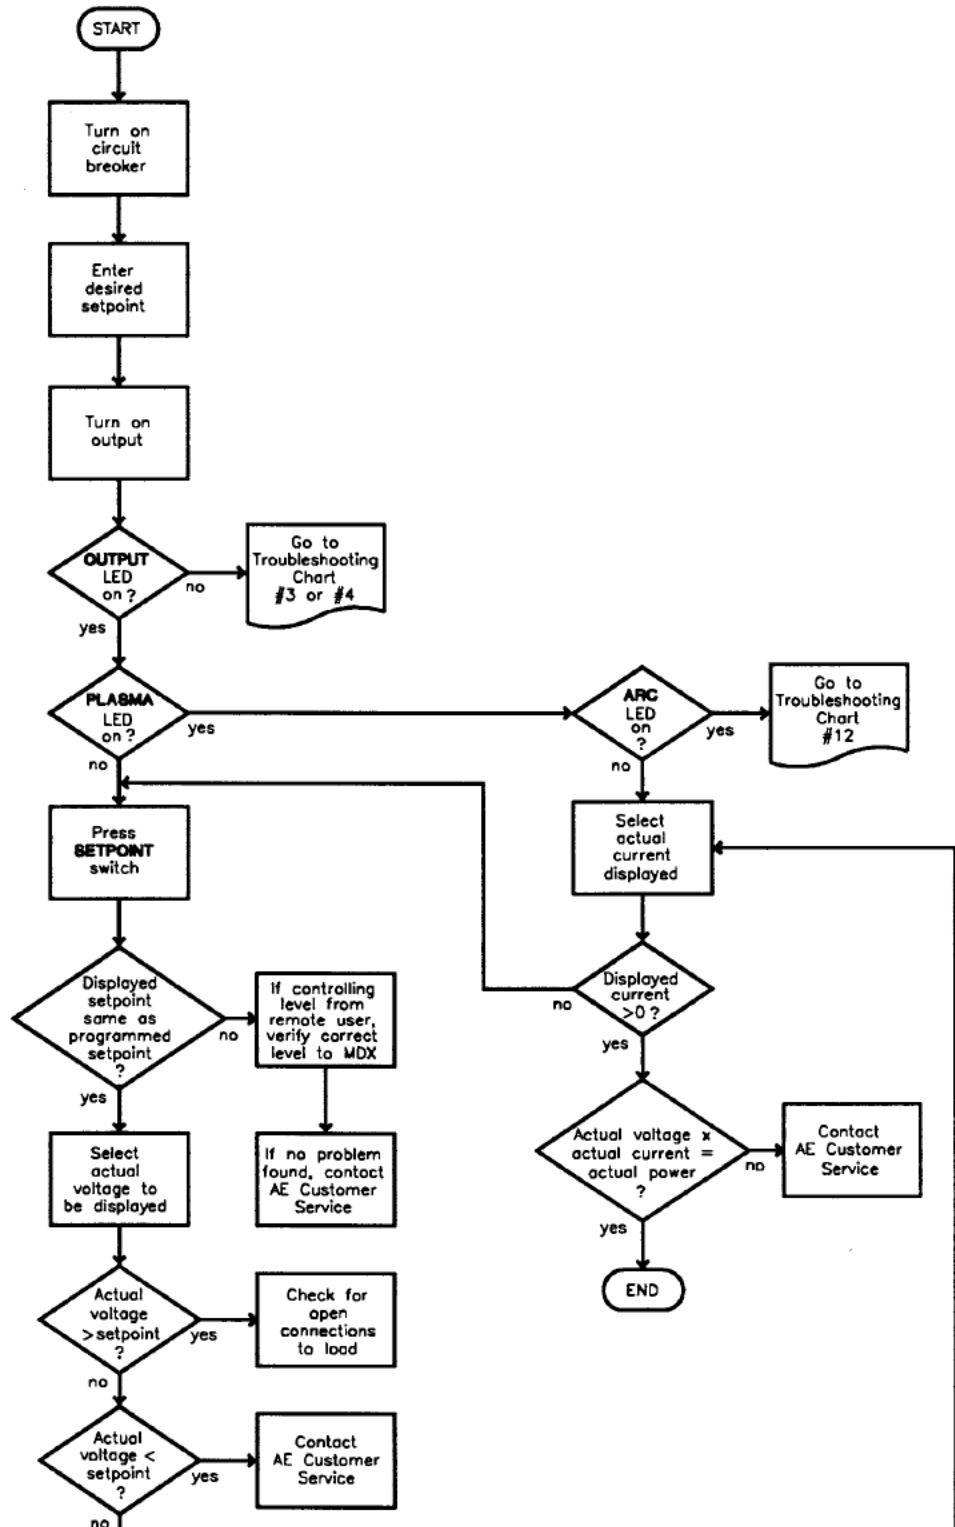 START
Turn on
circuit
breaker
Enter
desired
setpoint
Turn on
output
OUTPUT
LED
on ?
no
yes
Go to
Troubleshooting
Chart
#3 or #4
PLASMA
LED
on ?
yes
no
ARC
LED
on
?
yes
no
Go to
Troubleshooting
Chart
#12
Press
SETPOINT
switch
Select
actual
current
displayed
Displayed
setpoint
same as
programmed
setpoint
?
no
yes
If controlling
level from
remote user,
verify correct
level to MDX
If no problem
found, contact
AE Customer
Service
Displayed
current
>0 ?
no
yes
Select
actual
voltage to
be displayed
Actual voltage x
actual current =
actual power
?
no
yes
Contact
AE Customer
Service
END
Actual
voltage
>setpoint
?
yes
no
Check for
open
connections
to load
Actual
voltage <
setpoint
?
yes
no
Contact
AE Customer
Service